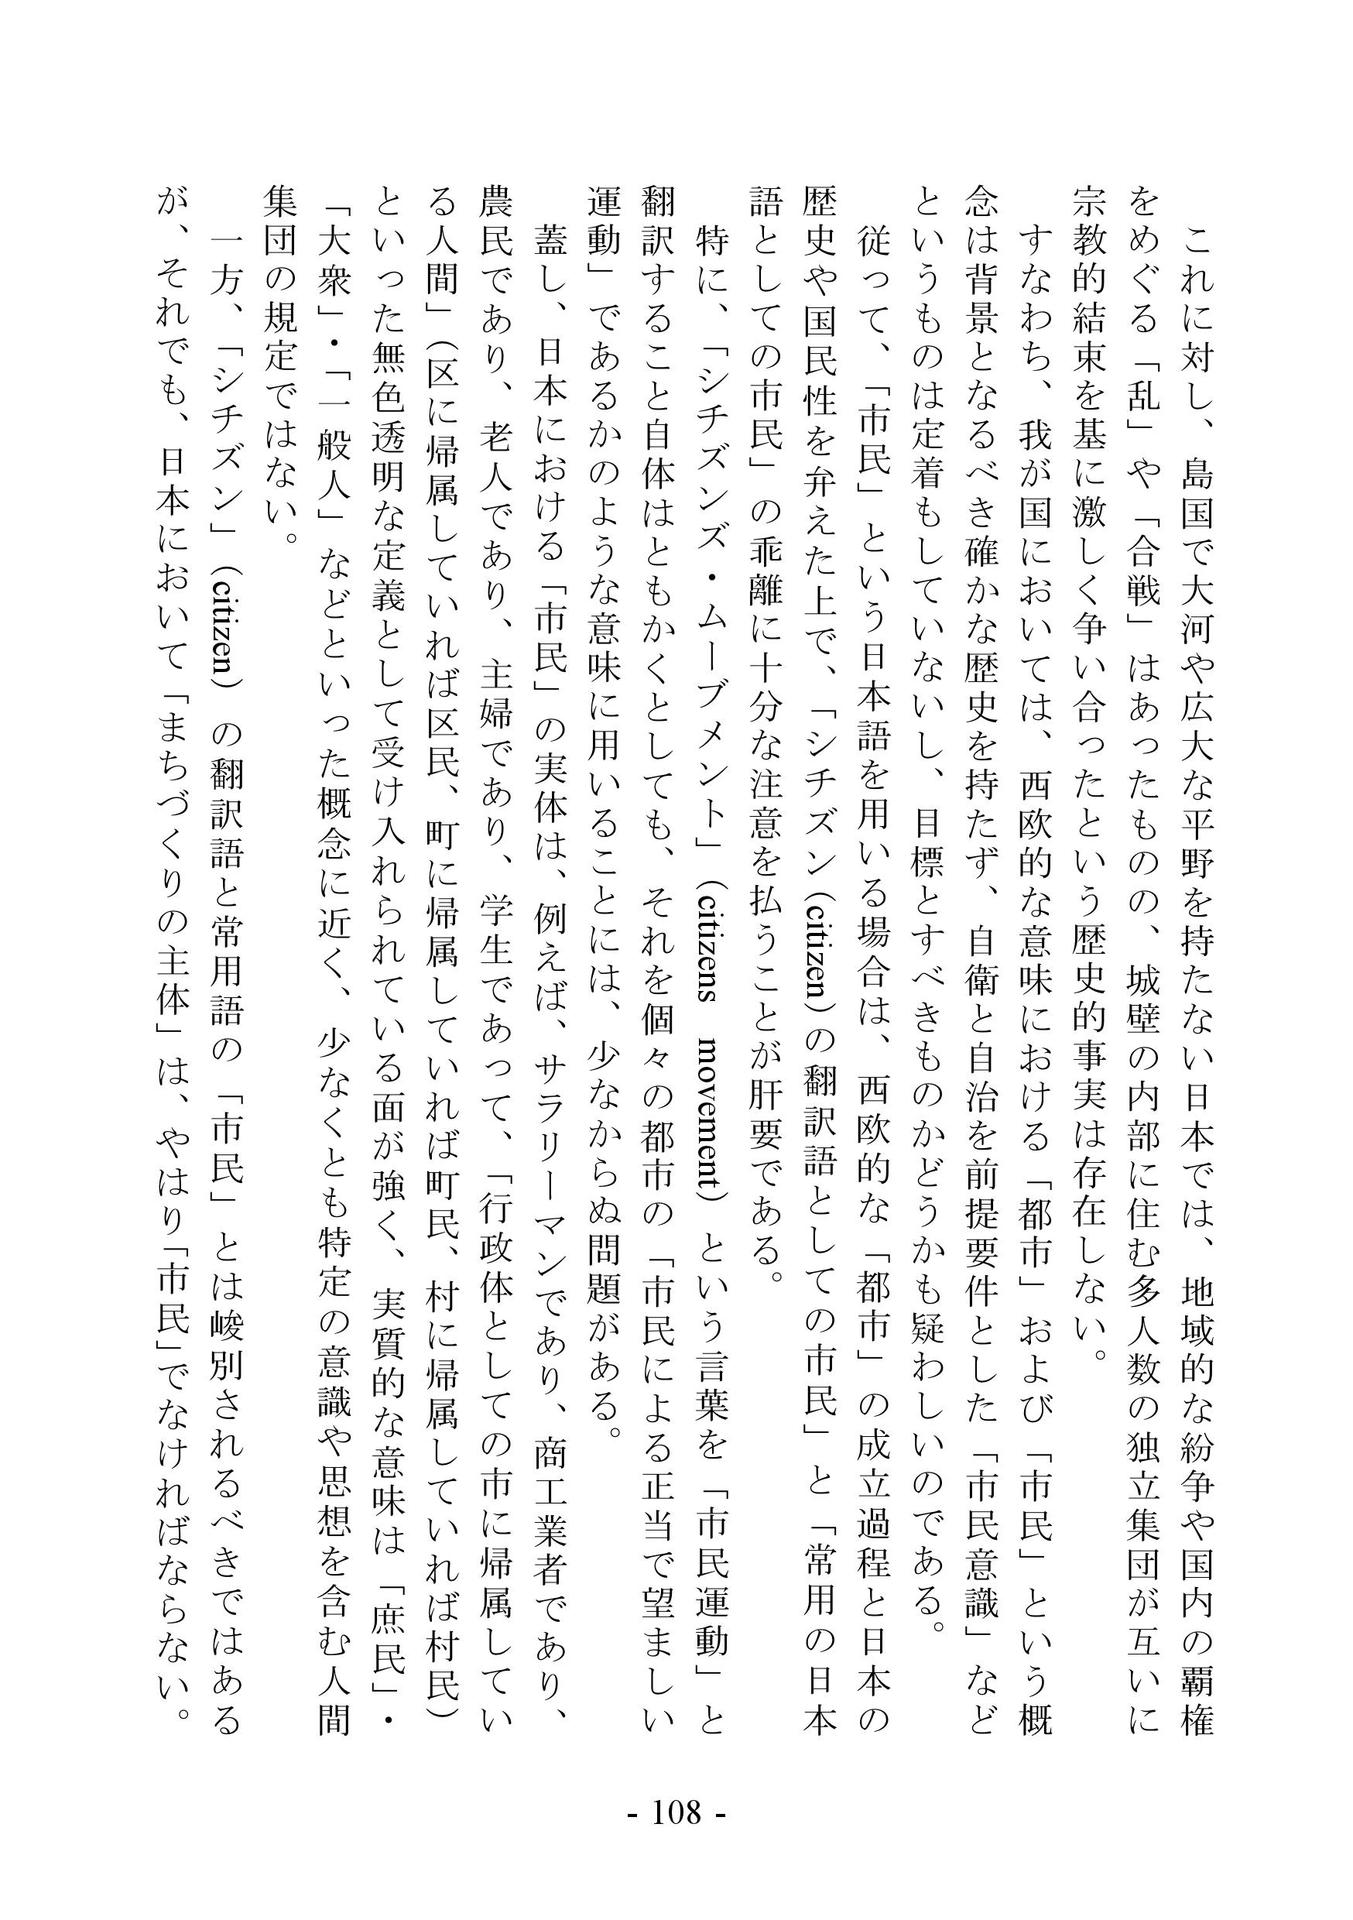 これに対し、島国で大河や広大な平野を持たない日本では、地域的な紛争や国内の覇権
をめぐる「乱」や「合戦」はあったものの、城壁の内部に住む多人数の独立集団が互いに
宗教的結束を基に激しく争い合ったという歴史的事実は存在しない。
すなわち、我が国においては、西欧的な意味における「都市」および「市民」という概
念は背景となるべき確かな歴史を持たず、自衛と自治を前提要件とした「市民意識」など
というものは定着もしていないし、目標とすべきものかどうかも疑わしいのである。
従って、「市民」という日本語を用いる場合は、西欧的な「都市」の成立過程と日本の
歴史や国民性を弁えた上で、「シチズン(citizen)の翻訳語としての市民」と「常用の日本
語としての市民」の乖離に十分な注意を払うことが肝要である。
特に、「シチズンズ・ムーブメント」(citizens movement)という言葉を「市民運動」と
翻訳すること自体はともかくとしても、それを個々の都市の「市民による正当で望ましい
運動」であるかのような意味に用いることには、少なからぬ問題がある。
蓋し、日本における「市民」の実体は、例えば、サラリーマンであり、商工業者であり、
農民であり、老人であり、主婦であり、学生であって、「行政体としての市に帰属してい
る人間」(区に帰属していれば区民、町に帰属していれば町民、村に帰属していれば村民)
といった無色透明な定義として受け入れられている面が強く、実質的な意味は「庶民」・
「大衆」・「一般人」などといった概念に近く、少なくとも特定の意識や思想を含む人間
集団の規定ではない。
一方、「シチズン」(citizen)の翻訳語と常用語の「市民」とは峻別されるべきではある
が、それでも、日本において「まちづくりの主体」は、やはり「市民」でなければならない。
- 108 -